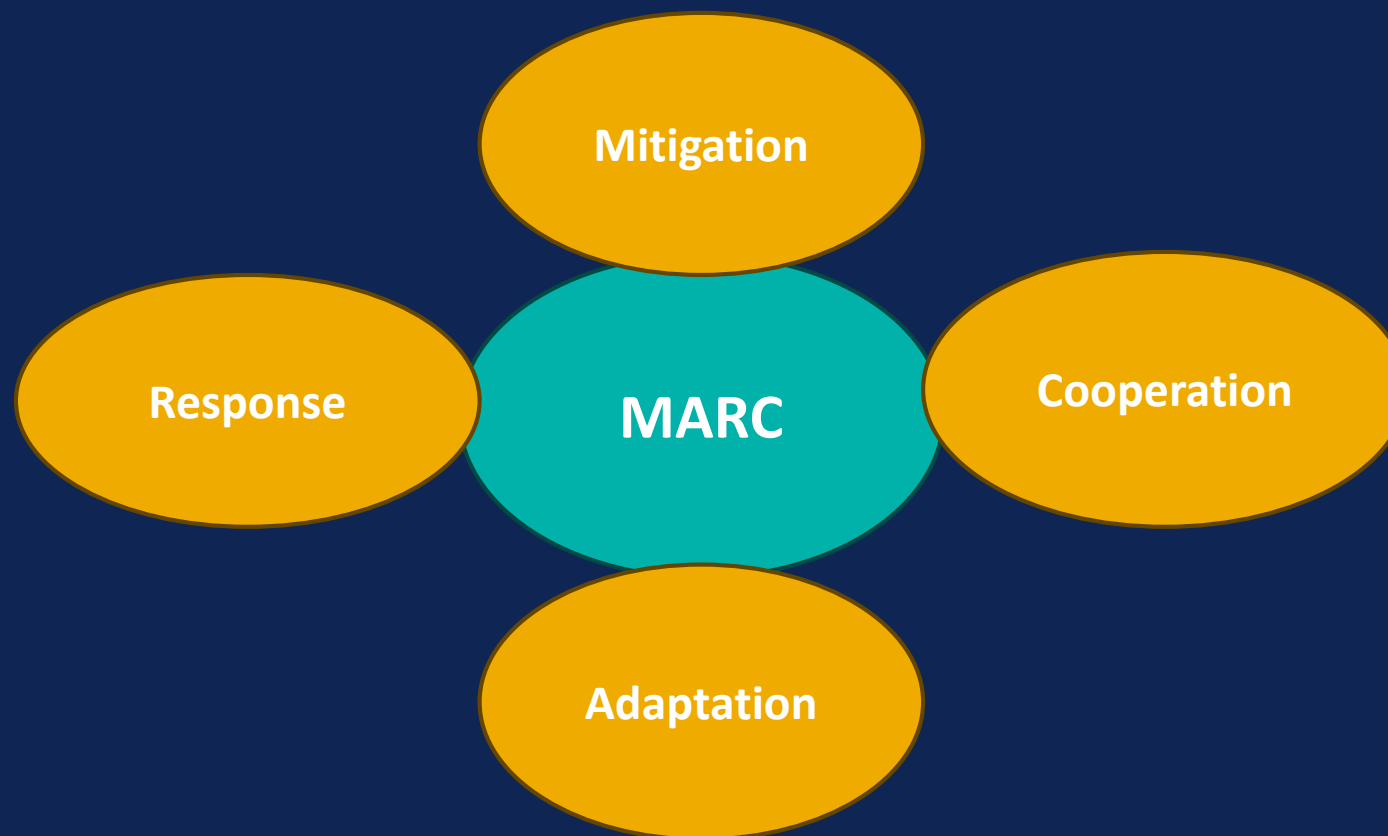 Mitigation
Response
MARC
Cooperation
Adaptation